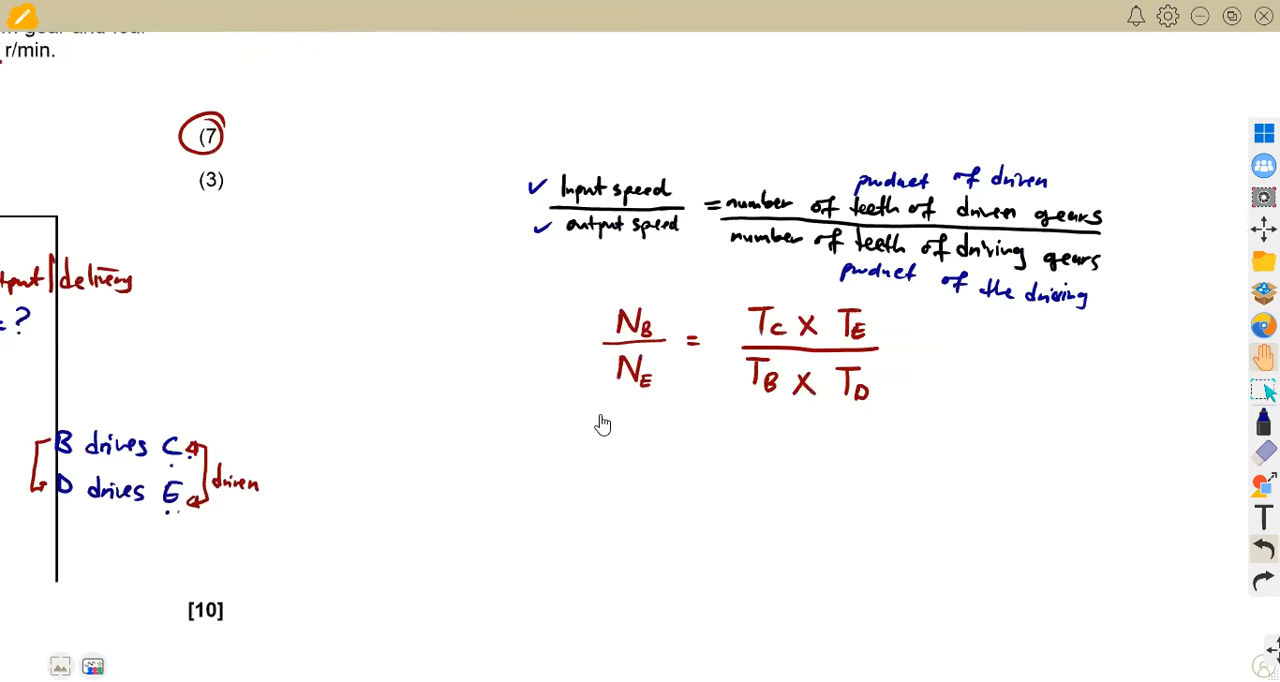 r/min.
(7
(3)
product of driven
Input speed = number of teeth of driven gears
output speed number of teeth of driving gears
product of the driving
delivery
?
N_B = T_C x T_E
N_E T_B x T_D
B drives C
D drives E
driven
[10]
T